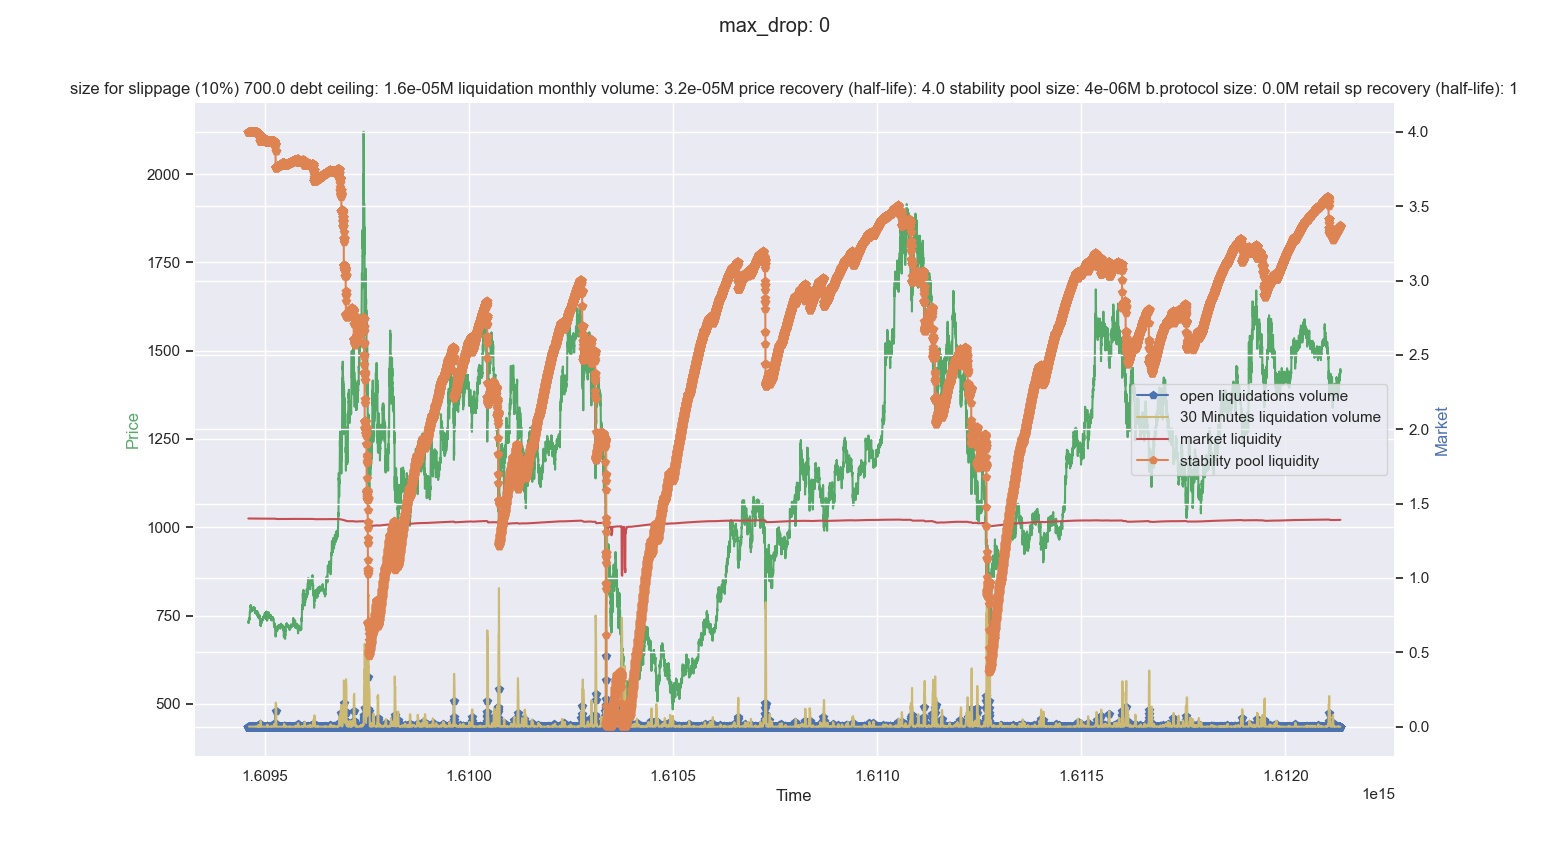 max_drop: 0
size for slippage (10%) 700.0 debt ceiling: 1.6e-05M liquidation monthly volume: 3.2e-05M price recovery (half-life): 4.0 stability pool size: 4e-06M b.protocol size: 0.0M retail sp recovery (half-life): 1
2000
1750
1500
1250
1000
750
500
Price
4.0
3.5
3.0
2.5
2.0
1.5
1.0
0.5
0.0
Market
open liquidations volume
30 Minutes liquidation volume
market liquidity
stability pool liquidity
1.6095
1.6100
1.6105
1.6110
1.6115
1.6120
Time
1e15